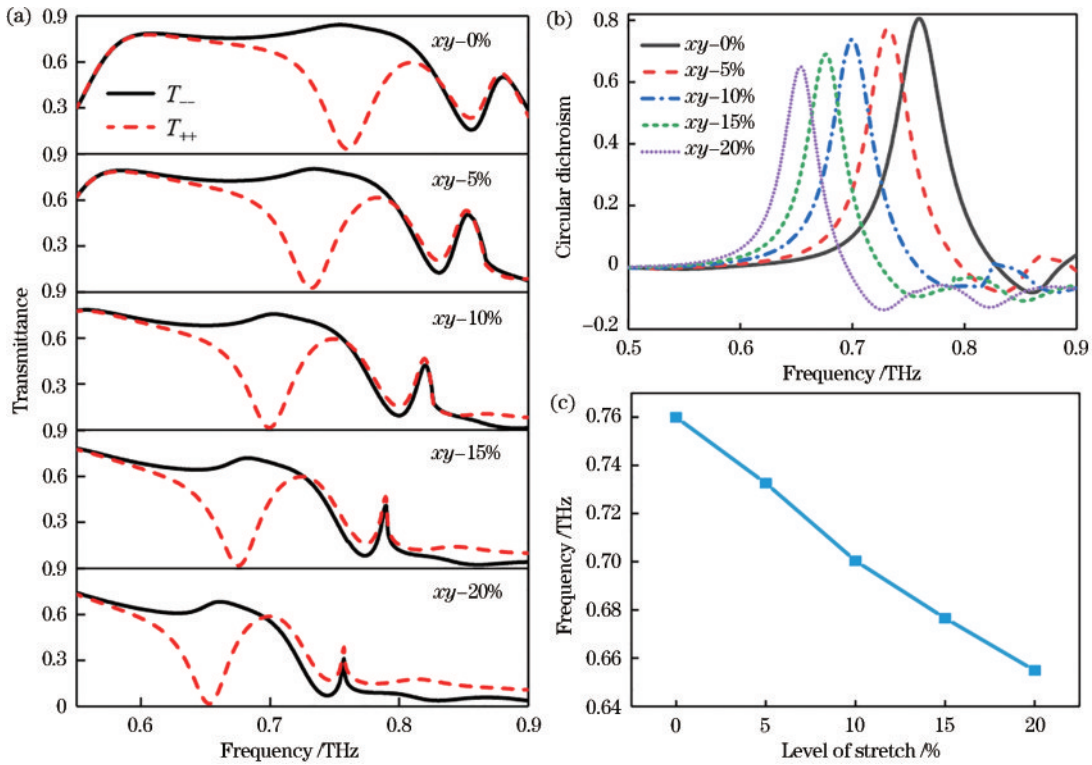 (a)
0.9
0.6
0.3
0.9
0.6
0.3
0.9
0.6
0.3
0.9
0.6
0.3
0.9
0.6
0.3
0
Transmittance
T−−
T++
xy-0%
xy-5%
xy-10%
xy-15%
xy-20%
0.6 0.7 0.8 0.9
Frequency /THz
(b)
0.8
0.6
0.4
0.2
0
−0.2
Circular dichroism
xy-0%
xy-5%
xy-10%
xy-15%
xy-20%
0.5 0.6 0.7 0.8 0.9
Frequency /THz
(c)
0.76
0.74
0.72
0.70
0.68
0.66
0.64
Frequency /THz
0 5 10 15 20
Level of stretch /%